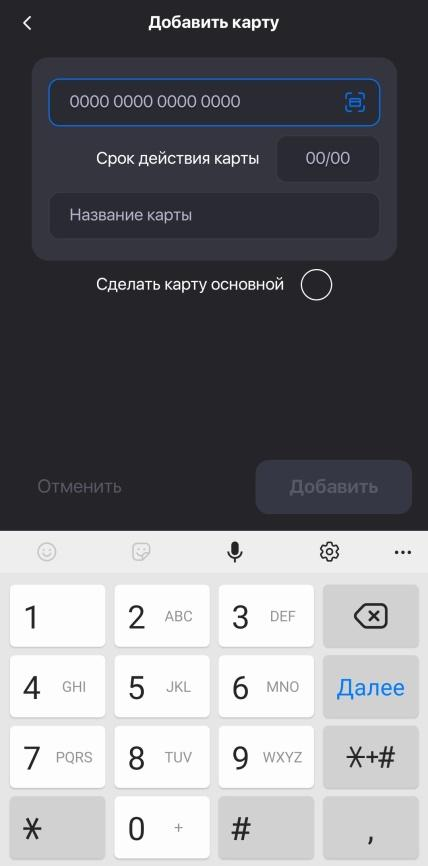 Добавить карту
0000 0000 0000 0000
Срок действия карты 00/00
Название карты
Сделать карту основной
Отменить Добавить
1 2 ABC 3 DEF
4 GHI 5 JKL 6 MNO Далее
7 PQRS 8 TUV 9 WXYZ *+#
* 0 + # ,